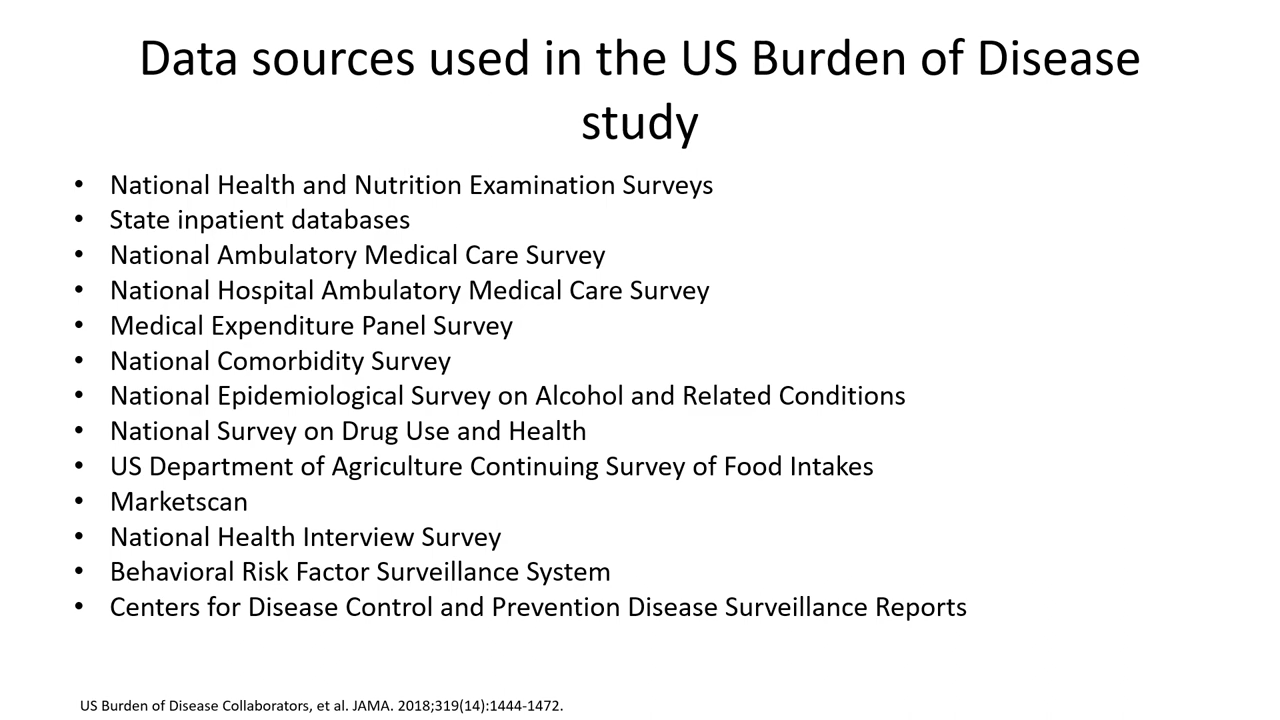 Data sources used in the US Burden of Disease
study
• National Health and Nutrition Examination Surveys
• State inpatient databases
• National Ambulatory Medical Care Survey
• National Hospital Ambulatory Medical Care Survey
• Medical Expenditure Panel Survey
• National Comorbidity Survey
• National Epidemiological Survey on Alcohol and Related Conditions
• National Survey on Drug Use and Health
• US Department of Agriculture Continuing Survey of Food Intakes
• Marketscan
• National Health Interview Survey
• Behavioral Risk Factor Surveillance System
• Centers for Disease Control and Prevention Disease Surveillance Reports
US Burden of Disease Collaborators, et al. JAMA. 2018;319(14):1444-1472.